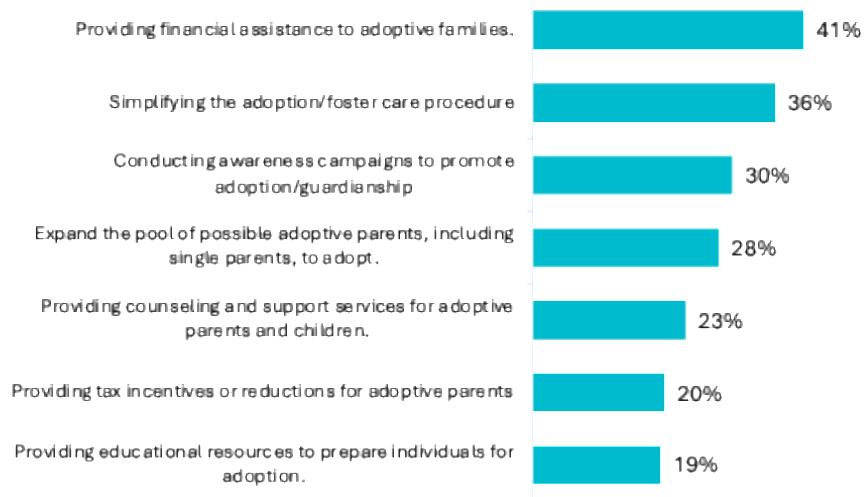 Providing financial assistance to adoptive families.
41%
Simplifying the adoption/foster care procedure
36%
Conducting awareness campaigns to promote
adoption/guardianship
30%
Expand the pool of possible adoptive parents, including
single parents, to adopt.
28%
Providing counseling and support services for adoptive
parents and children.
23%
Providing tax incentives or reductions for adoptive parents
20%
Providing educational resources to prepare individuals for
adoption.
19%